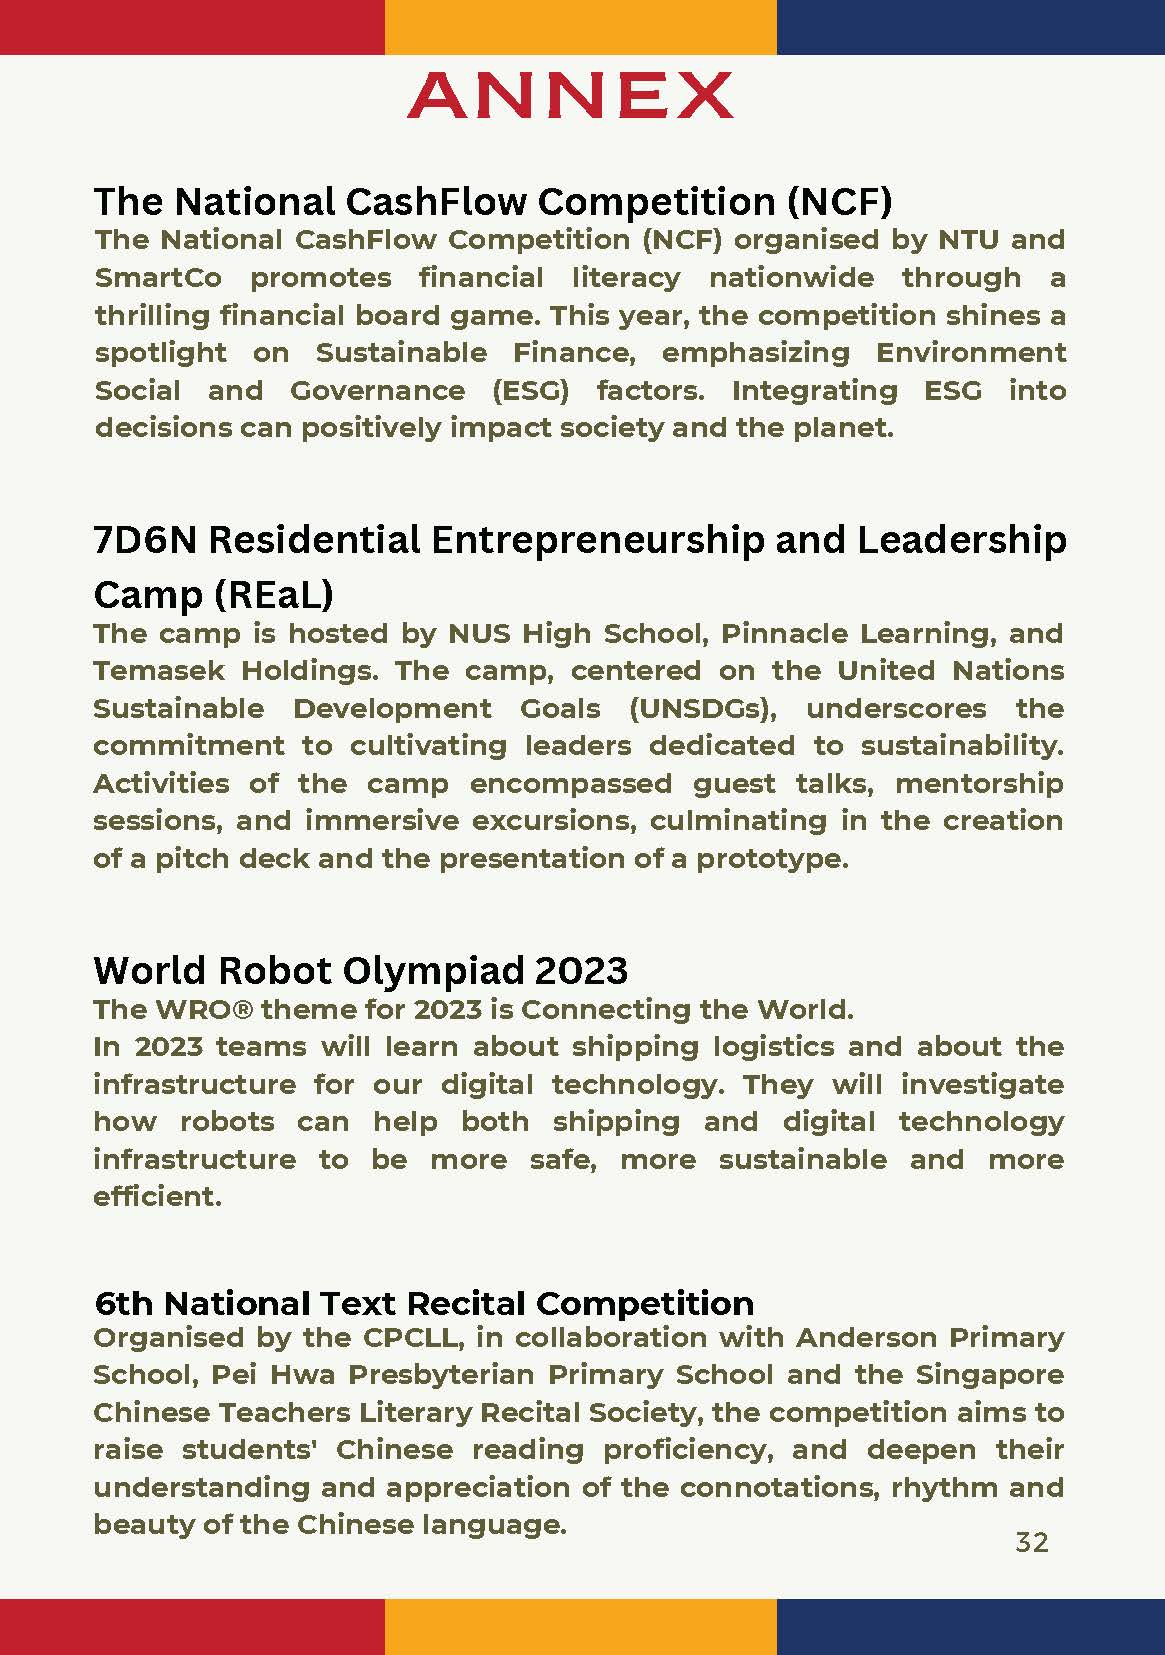 ANNEX
The National CashFlow Competition (NCF)
The National CashFlow Competition (NCF) organised by NTU and
SmartCo promotes financial literacy nationwide through a
thrilling financial board game. This year, the competition shines a
spotlight on Sustainable Finance, emphasizing Environment
Social and Governance (ESG) factors. Integrating ESG into
decisions can positively impact society and the planet.
7D6N Residential Entrepreneurship and Leadership
Camp (REaL)
The camp is hosted by NUS High School, Pinnacle Learning, and
Temasek Holdings. The camp, centered on the United Nations
Sustainable Development Goals (UNSDGs), underscores the
commitment to cultivating leaders dedicated to sustainability.
Activities of the camp encompassed guest talks, mentorship
sessions, and immersive excursions, culminating in the creation
of a pitch deck and the presentation of a prototype.
World Robot Olympiad 2023
The WRO® theme for 2023 is Connecting the World.
In 2023 teams will learn about shipping logistics and about the
infrastructure for our digital technology. They will investigate
how robots can help both shipping and digital technology
infrastructure to be more safe, more sustainable and more
efficient.
6th National Text Recital Competition
Organised by the CPCLL, in collaboration with Anderson Primary
School, Pei Hwa Presbyterian Primary School and the Singapore
Chinese Teachers Literary Recital Society, the competition aims to
raise students' Chinese reading proficiency, and deepen their
understanding and appreciation of the connotations, rhythm and
beauty of the Chinese language.
32